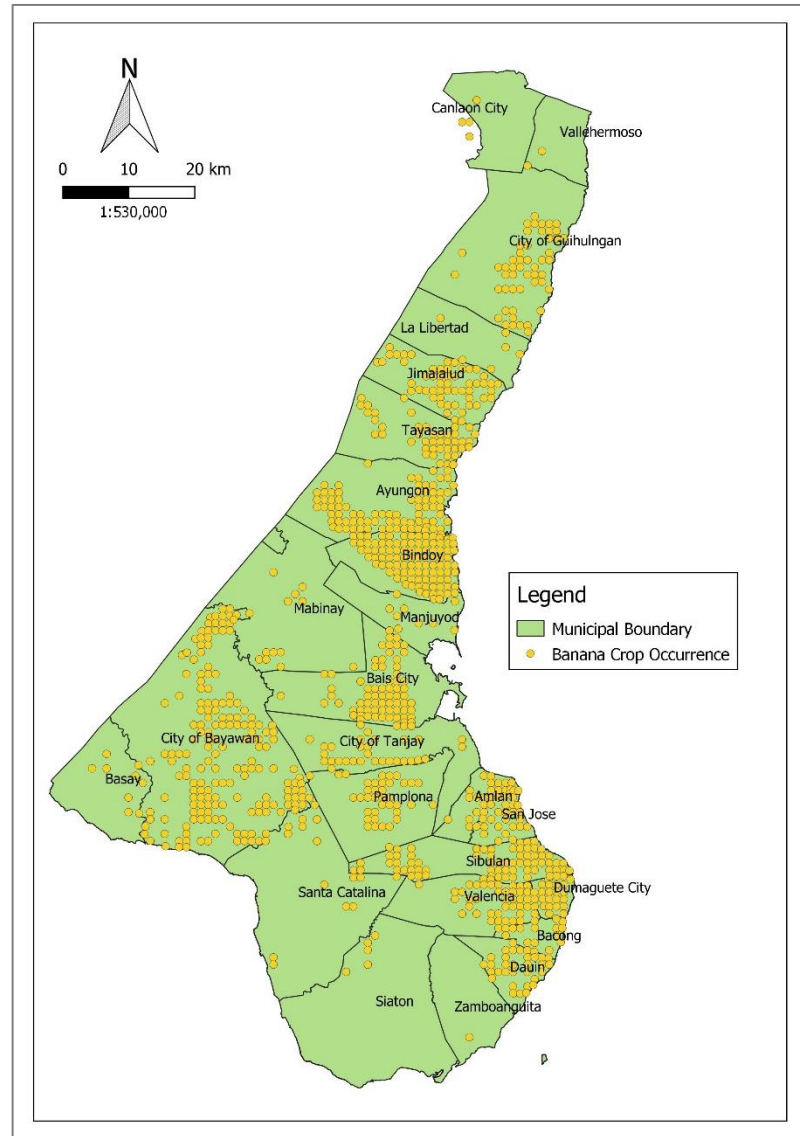 N
0 10 20 km
1:530,000
Canlaon City
Vallehermoso
City of Guihulngan
La Libertad
Jimalalud
Tayasan
Ayungon
Bindoy
Legend
Municipal Boundary
Banana Crop Occurrence
Mabinay
Manjuyod
Bais City
City of Bayawan
City of Tanjay
Basay
Pamplona
Amlan
San Jose
Sibulan
Santa Catalina
Valencia
Dumaguete City
Bacong
Dauin
Siaton
Zamboanguita